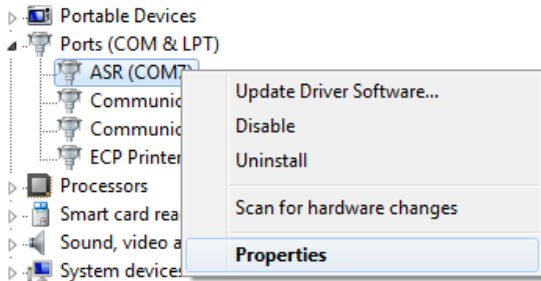 Portable Devices
Ports (COM & LPT)
ASR (COM7)
Update Driver Software...
Communic
Disable
Communic
Uninstall
ECP Printer
Processors
Scan for hardware changes
Smart card rea
Sound, video a
Properties
System devices